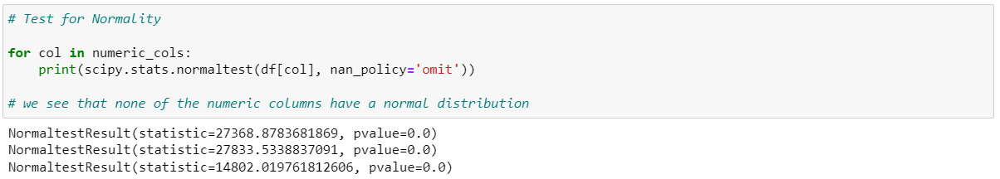 # Test for Normality
for col in numeric_cols:
    print(scipy.stats.normaltest(df[col], nan_policy='omit'))
# we see that none of the numeric columns have a normal distribution
NormaltestResult(statistic=27368.8783681869, pvalue=0.0)
NormaltestResult(statistic=27833.5339837091, pvalue=0.0)
NormaltestResult(statistic=14802.019761812606, pvalue=0.0)